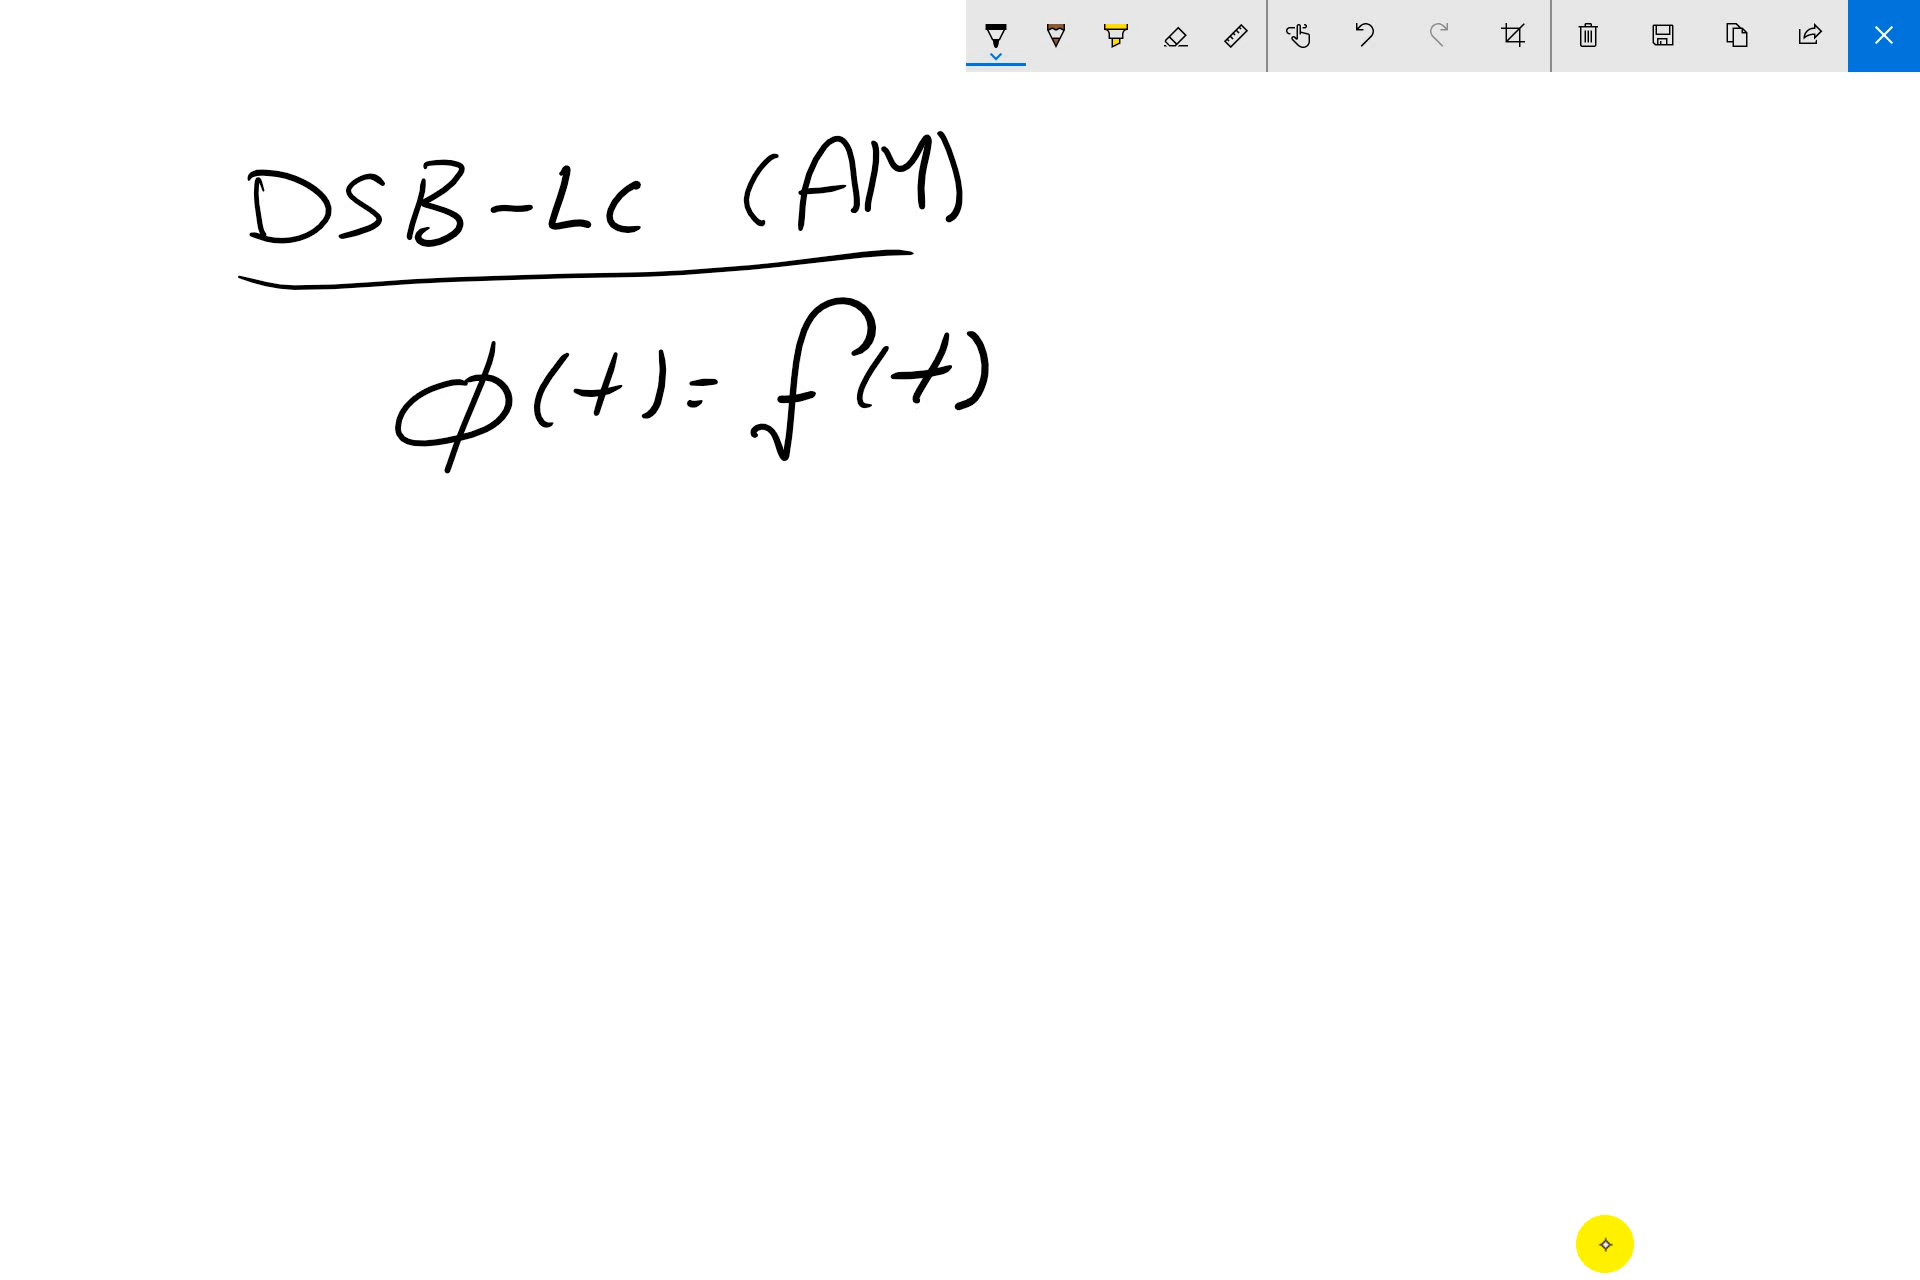 DSB-LC (AM)
φ(t) = f(t)